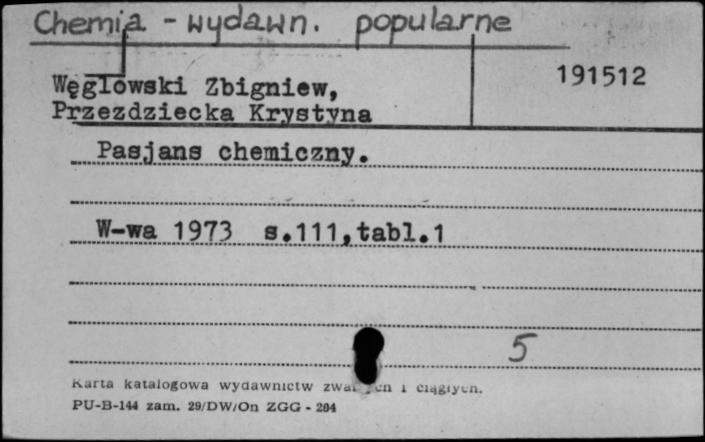 Chemia - wydawn. popularne
Węglowski Zbigniew,
Przezdziecka Krystyna
191512
Pasjans chemiczny.
W-wa 1973 s.111,tabl.1
5
Karta katalogowa wydawnictw i ciągłych.
PU-B-144 zam. 29/DW/On ZGG - 204